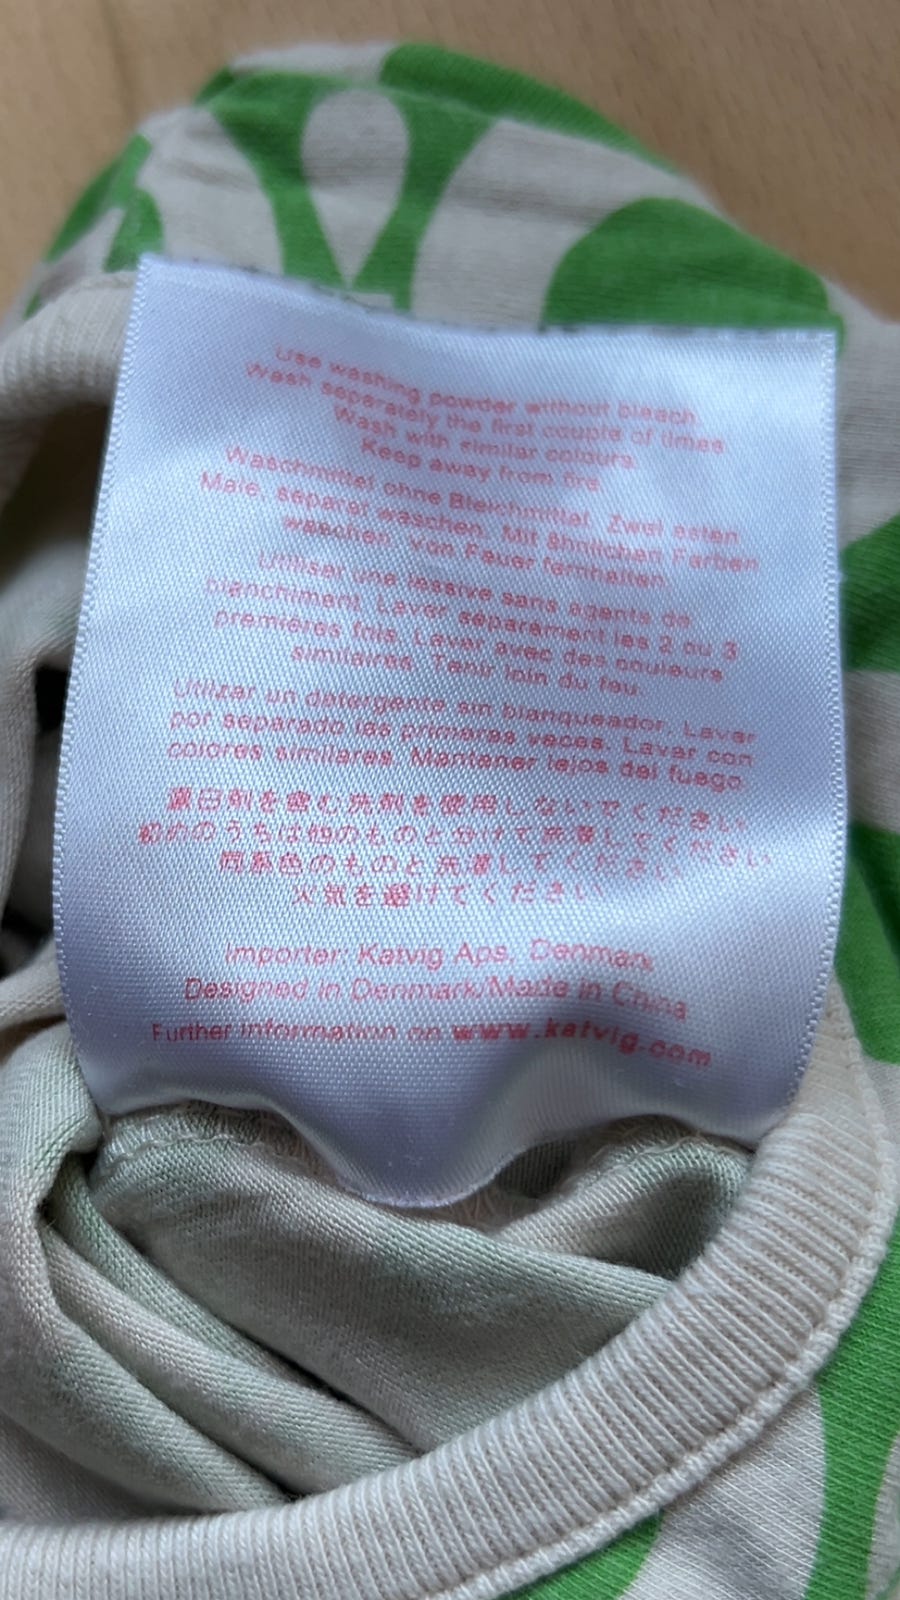 Use washing powder without bleach.
Wash separately the first couple of times
Wash with similar colours.
Keep away from fire
Waschmittel ohne Bleichmittel. Zwei esten
Male, separat waschen. Mit ähnlichen Farben
waschen. Von Feuer fernhalten.
Utiliser une lessive sans agents de
blanchiment. Laver séparément les 2 ou 3
premières fois. Laver avec des couleurs
similaires. Tenir loin du feu.
Utilizar un detergente sin blanqueador. Lavar
por separado las primeras veces. Lavar con
colores similares. Mantener lejos del fuego.
漂白剤を含む洗剤を使用しないでください
初めのうちは他のものと分けて洗濯してください
同系色のものと洗濯してください
火気を避けてください
Importer: Katvig Aps, Denmark
Designed in Denmark/Made in China
Further information on www.katvig.com